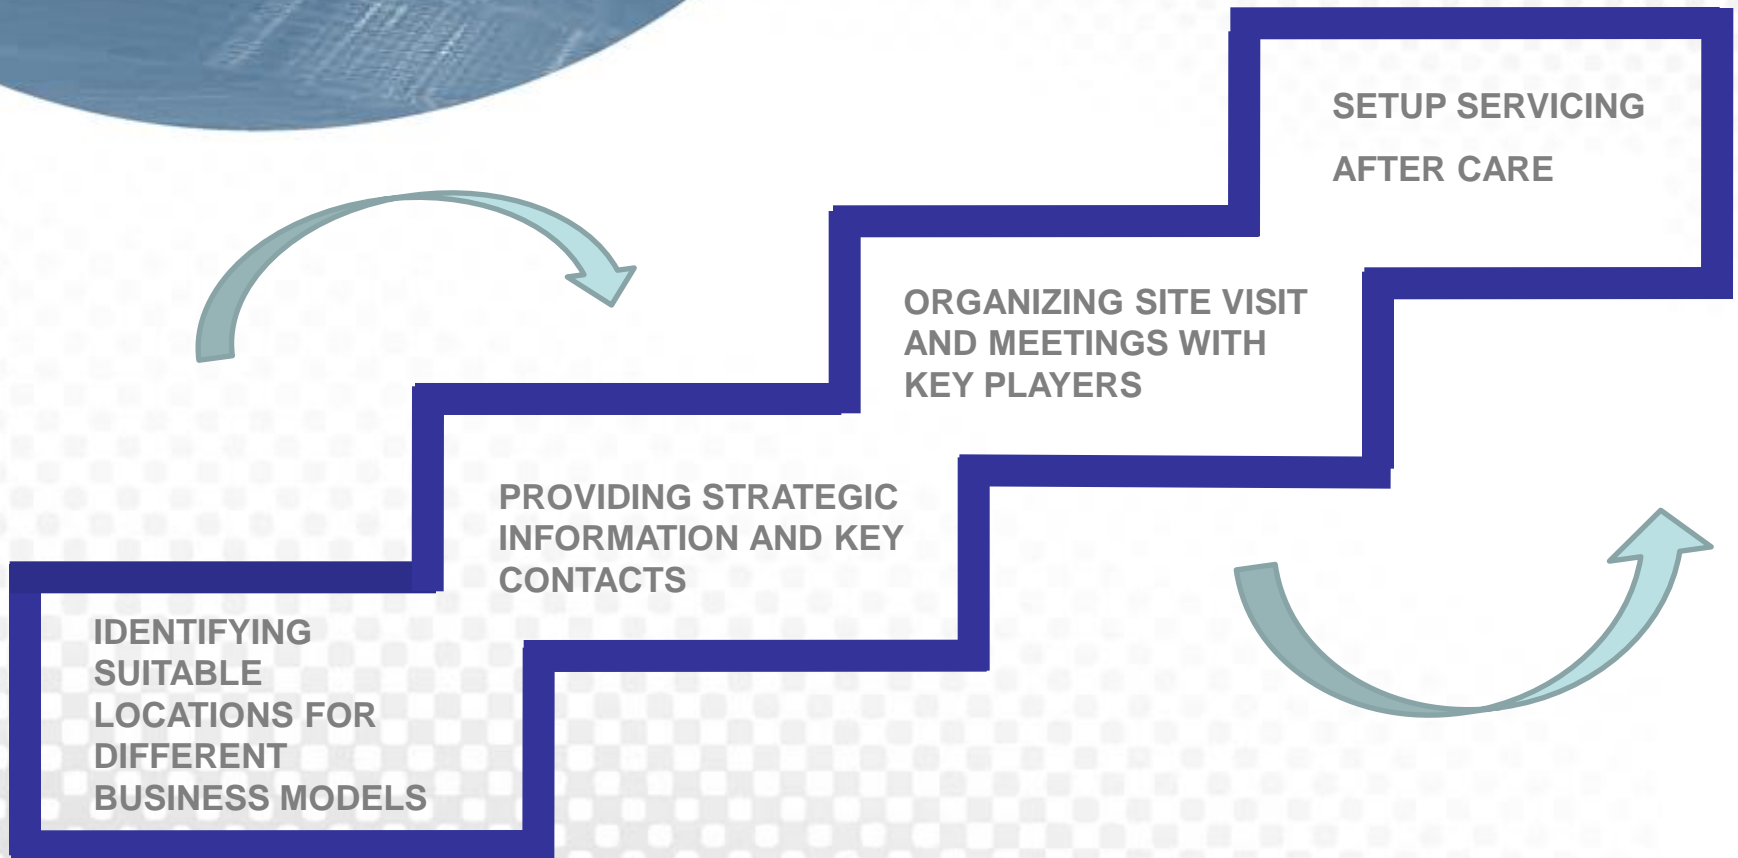 IDENTIFYING
SUITABLE
LOCATIONS FOR
DIFFERENT
BUSINESS MODELS
PROVIDING STRATEGIC
INFORMATION AND KEY
CONTACTS
ORGANIZING SITE VISIT
AND MEETINGS WITH
KEY PLAYERS
SETUP SERVICING
AFTER CARE